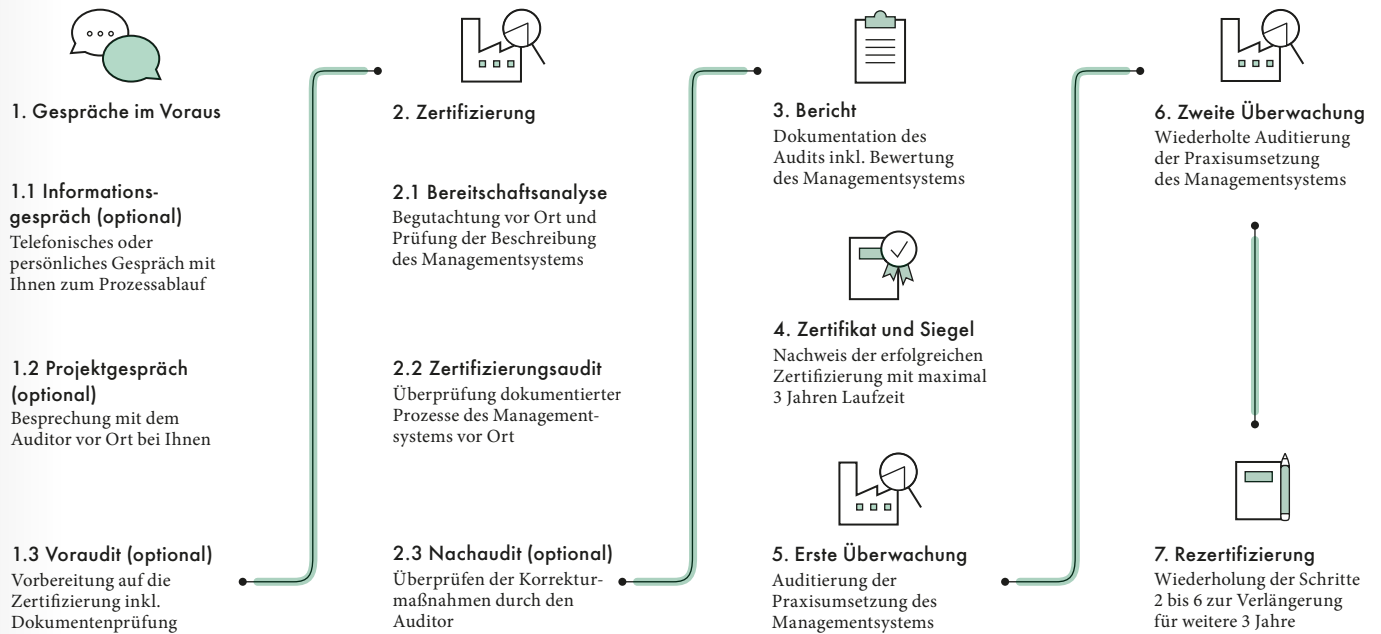 1. Gespräche im Voraus
1.1 Informations-
gespräch (optional)
Telefonisches oder
persönliches Gespräch mit
Ihnen zum Prozessablauf
1.2 Projektgespräch
(optional)
Besprechung mit dem
Auditor vor Ort bei Ihnen
1.3 Voraudit (optional)
Vorbereitung auf die
Zertifizierung inkl.
Dokumentenprüfung
2. Zertifizierung
2.1 Bereitschaftsanalyse
Begutachtung vor Ort und
Prüfung der Beschreibung
des Managementsystems
2.2 Zertifizierungsaudit
Überprüfung dokumentierter
Prozesse des Management-
systems vor Ort
2.3 Nachaudit (optional)
Überprüfen der Korrektur-
maßnahmen durch den
Auditor
3. Bericht
Dokumentation des
Audits inkl. Bewertung
des Managementsystems
4. Zertifikat und Siegel
Nachweis der erfolgreichen
Zertifizierung mit maximal
3 Jahren Laufzeit
5. Erste Überwachung
Auditierung der
Praxisumsetzung des
Managementsystems
6. Zweite Überwachung
Wiederholte Auditierung
der Praxisumsetzung
des Managementsystems
7. Rezertifizierung
Wiederholung der Schritte
2 bis 6 zur Verlängerung
für weitere 3 Jahre